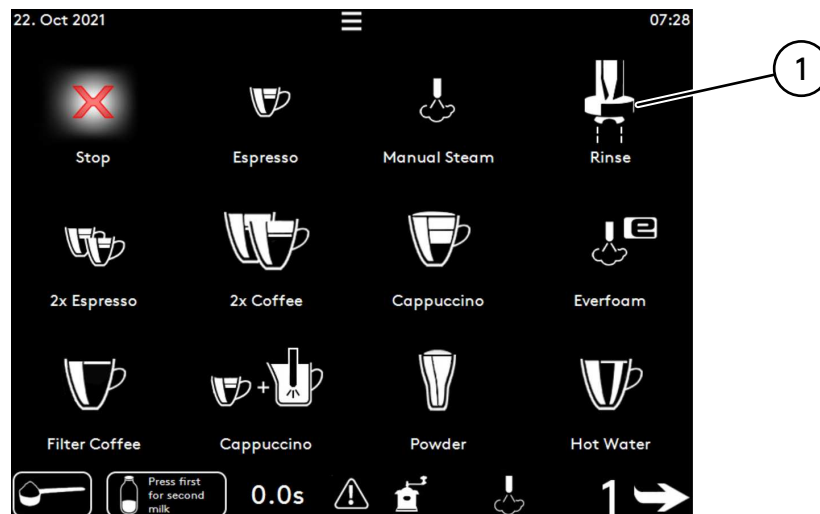 22. Oct 2021
07:28
1
Stop
Espresso
Manual Steam
Rinse
e
2x Espresso
2x Coffee
Cappuccino
Everfoam
+
Filter Coffee
Cappuccino
Powder
Hot Water
Press first
for second
milk
0.0s
!
1